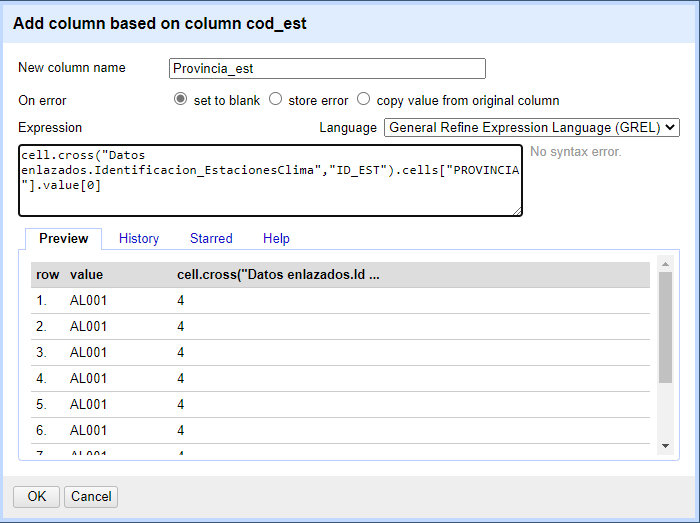 Add column based on column cod_est
New column name Provincia_est
On error set to blank store error copy value from original column
Expression Language General Refine Expression Language (GREL)
cell.cross("Datos
enlazados.Identificacion_EstacionesClima","ID_EST").cells["PROVINCIA
"].value[0]
No syntax error.
Preview History Starred Help
row value cell.cross("Datos enlazados.Id ...
1. AL001 4
2. AL001 4
3. AL001 4
4. AL001 4
5. AL001 4
6. AL001 4
7. AL001 4
OK Cancel